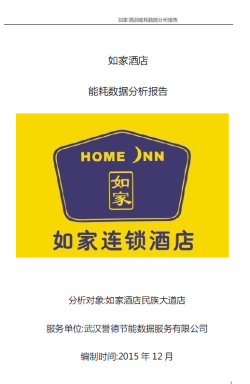 如家酒店能耗数据分析报告
如家酒店
能耗数据分析报告
HOME INN
如
家
如家连锁酒店
分析对象:如家酒店民族大道店
服务单位:武汉誉德节能数据服务有限公司
编制时间:2015 年 12 月